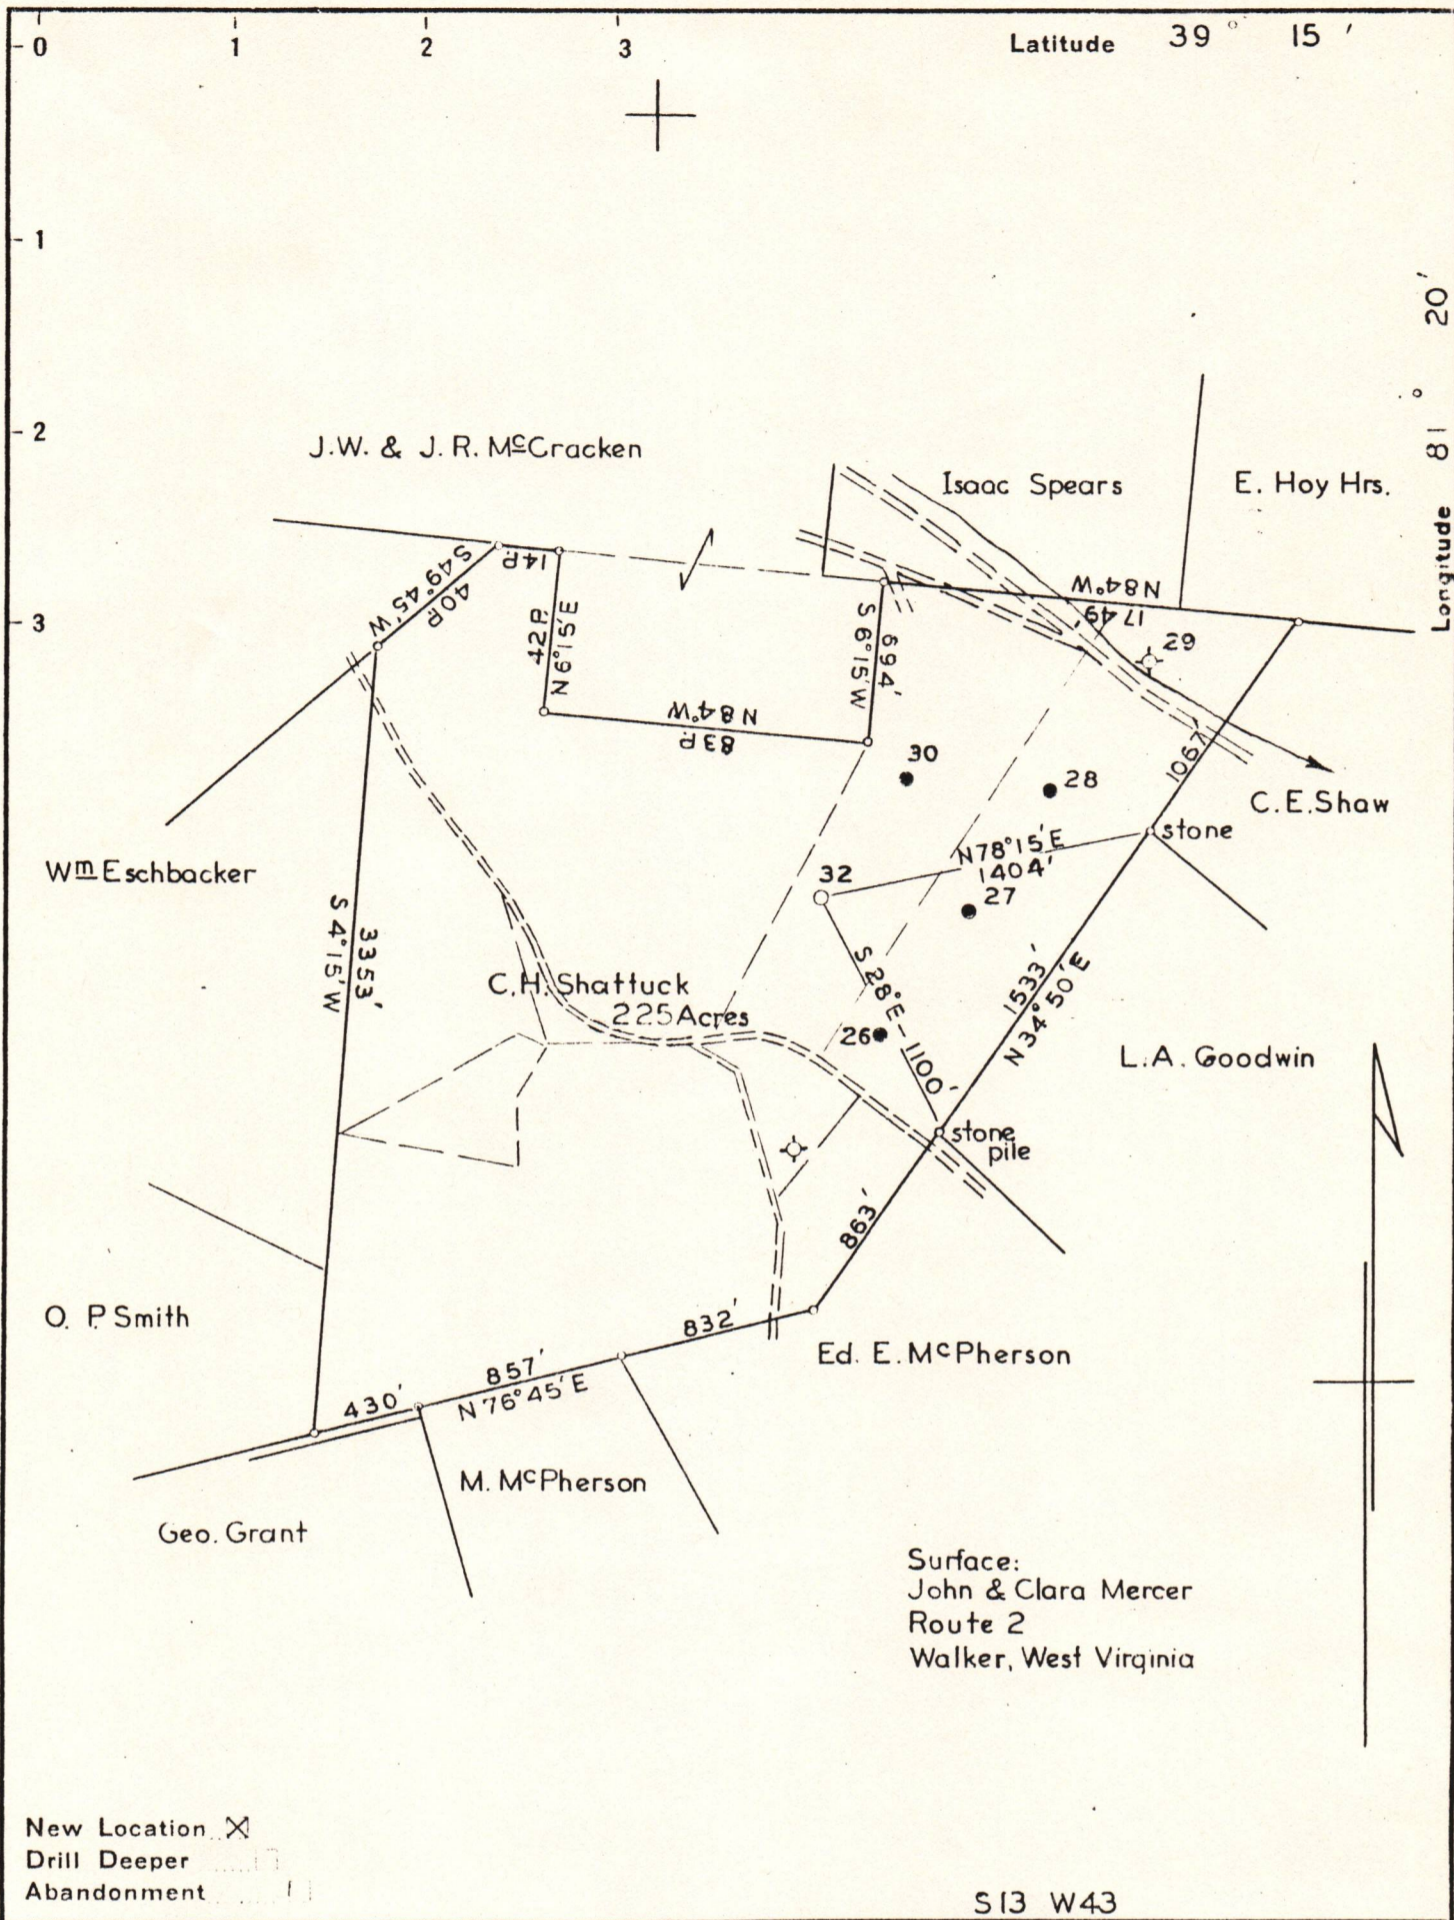 0 1 2 3 Latitude 39° 15'
1
2
3
Longitude 81° 20'
J.W. & J.R. McCracken
Isaac Spears
E. Hoy Hrs.
S 49° 45' W
40P.
14P.
42P.
N 6° 15' E
N 84° W
83P.
S 6° 15' W
694'
N 84° W
1749
29
30
28
1067'
C.E. Shaw
stone
N 78° 15' E
1404'
32
27
Wm Eschbacker
S 4° 15' W
3353'
C.H. Shattuck
225 Acres
S 28° E - 1100'
26
1533'
N 34° 50' E
L.A. Goodwin
stone
pile
863'
O. P. Smith
832'
Ed. E. McPherson
857'
N 76° 45' E
430'
M. McPherson
Geo. Grant
Surface:
John & Clara Mercer
Route 2
Walker, West Virginia
New Location
Drill Deeper
Abandonment
S13 W43